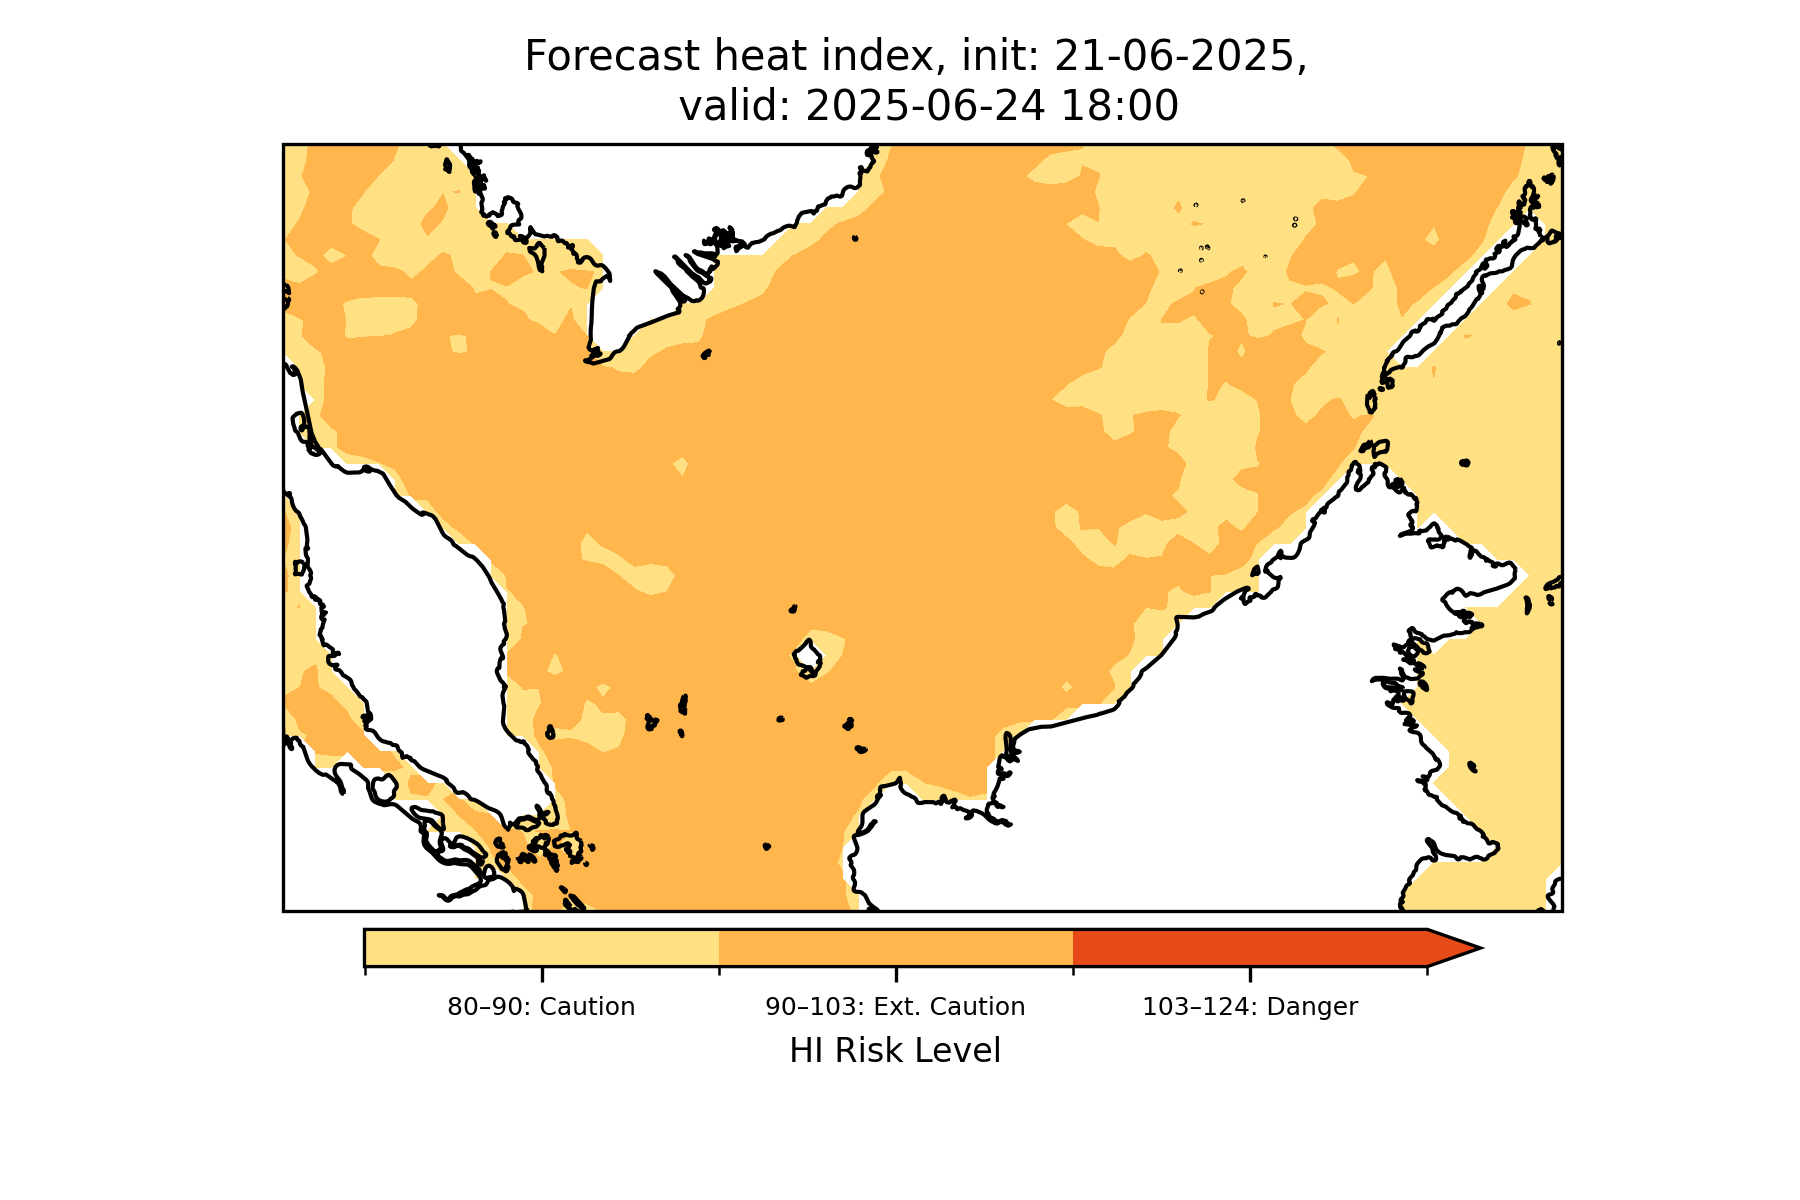 Forecast heat index, init: 21-06-2025,
valid: 2025-06-24 18:00
80–90: Caution
90–103: Ext. Caution
103–124: Danger
HI Risk Level